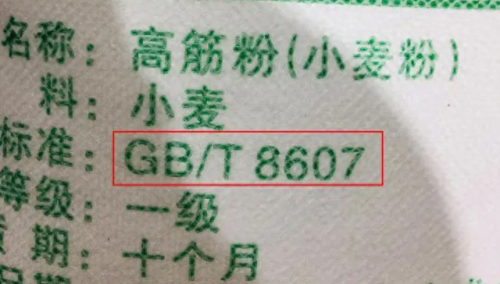 名称：高筋粉(小麦粉)
料：小麦
标准：GB/T 8607
等级：一级
质期：十个月